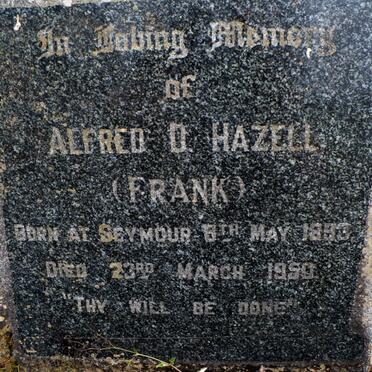 In Loving Memory
of
ALFRED D. HAZELL
(FRANK)
BORN AT SEYMOUR 6TH MAY 1893
DIED 23RD MARCH 1950.
"THY WILL BE DONE"